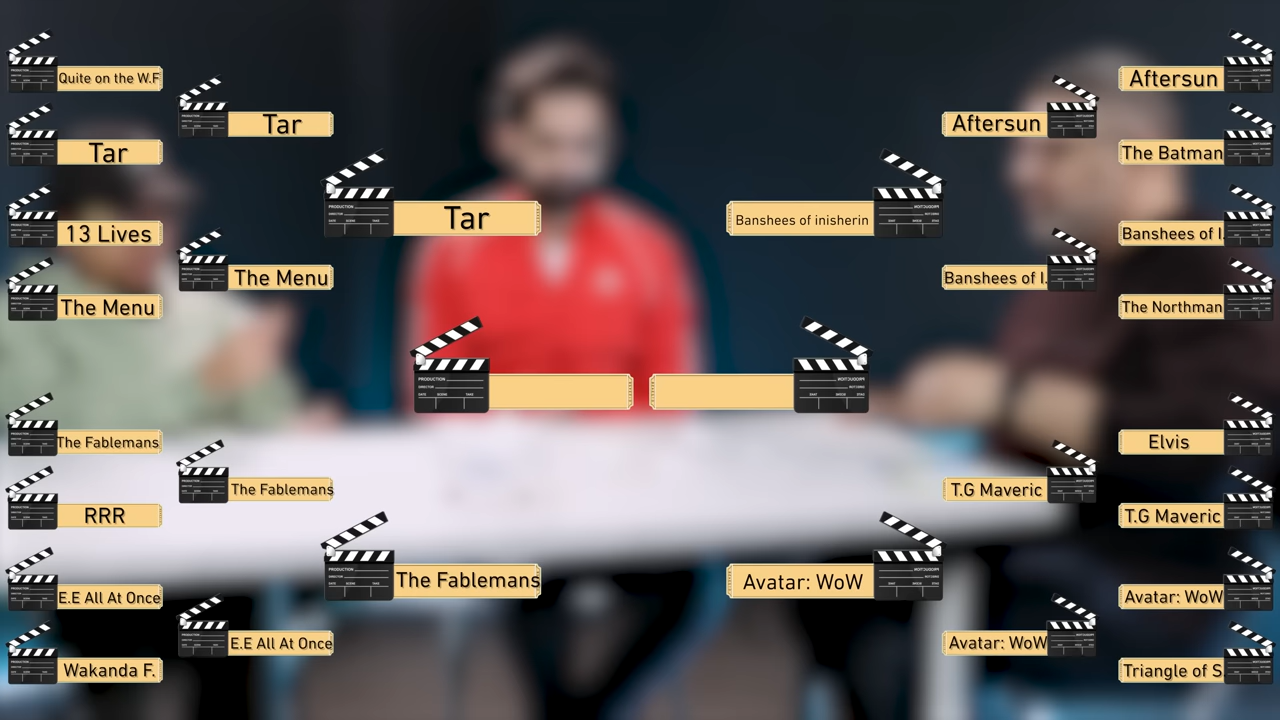 Quite on the W.F
Tar
13 Lives
The Menu
The Fablemans
RRR
E.E All At Once
Wakanda F.
Tar
The Menu
The Fablemans
E.E All At Once
Tar
The Fablemans
Banshees of inisherin
Avatar: WoW
Aftersun
Banshees of I.
T.G Maveric
Avatar: WoW
Aftersun
The Batman
Banshees of I.
The Northman
Elvis
T.G Maveric
Avatar: WoW
Triangle of S